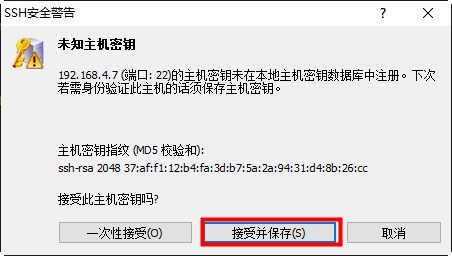 SSH安全警告
未知主机密钥
192.168.4.7 (端口: 22)的主机密钥未在本地主机密钥数据库中注册。下次
若需身份验证此主机的话须保存主机密钥。
主机密钥指纹 (MD5 校验和):
ssh-rsa 2048 37:af:f1:12:b4:fa:3d:b7:5a:2a:94:31:d4:8b:26:cc
接受此主机密钥吗?
一次性接受(O)
接受并保存(S)
取消